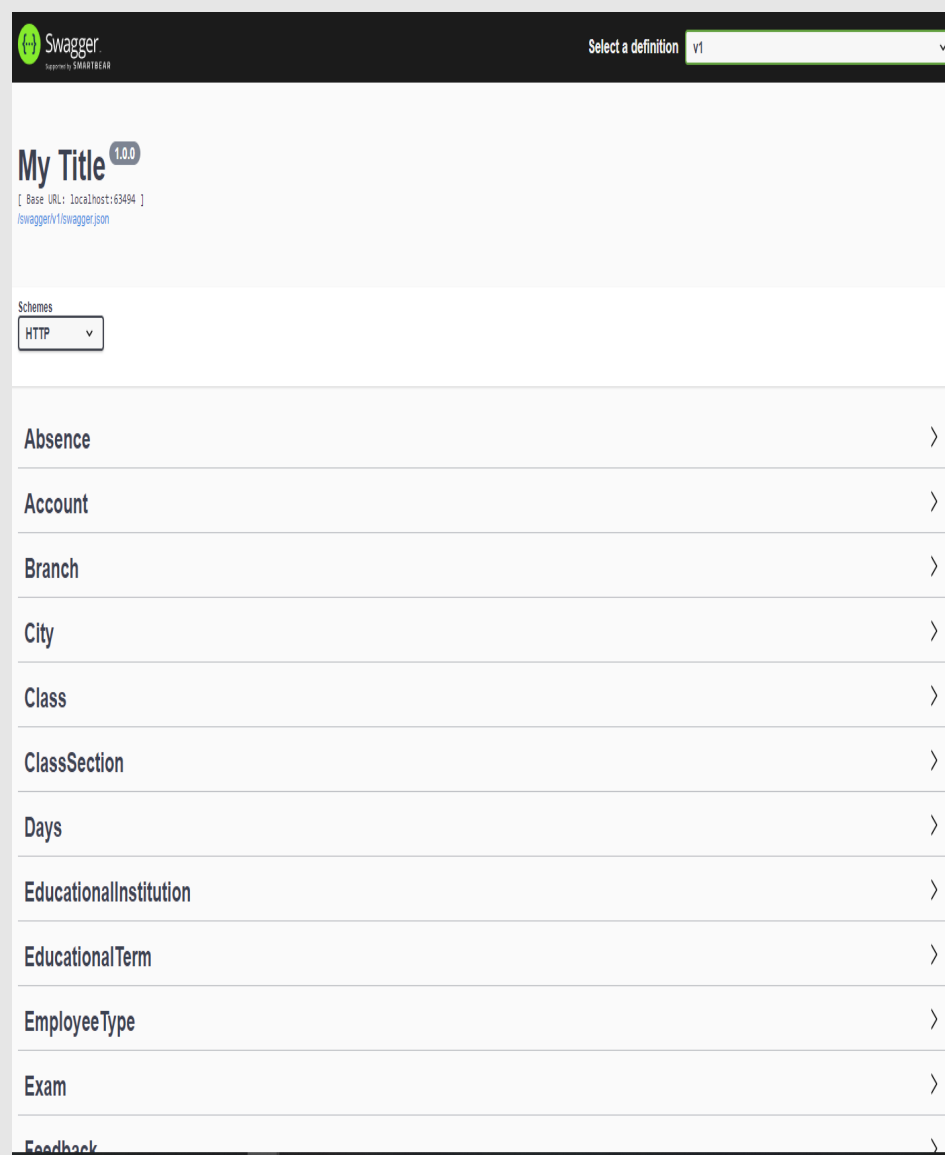 Swagger.
Supported by SMARTBEAR
Select a definition
v1
My Title 1.0.0
[ Base URL: localhost:63494 ]
/swagger/v1/swagger.json
Schemes
HTTP
Absence
Account
Branch
City
Class
ClassSection
Days
EducationalInstitution
EducationalTerm
EmployeeType
Exam
Feedback